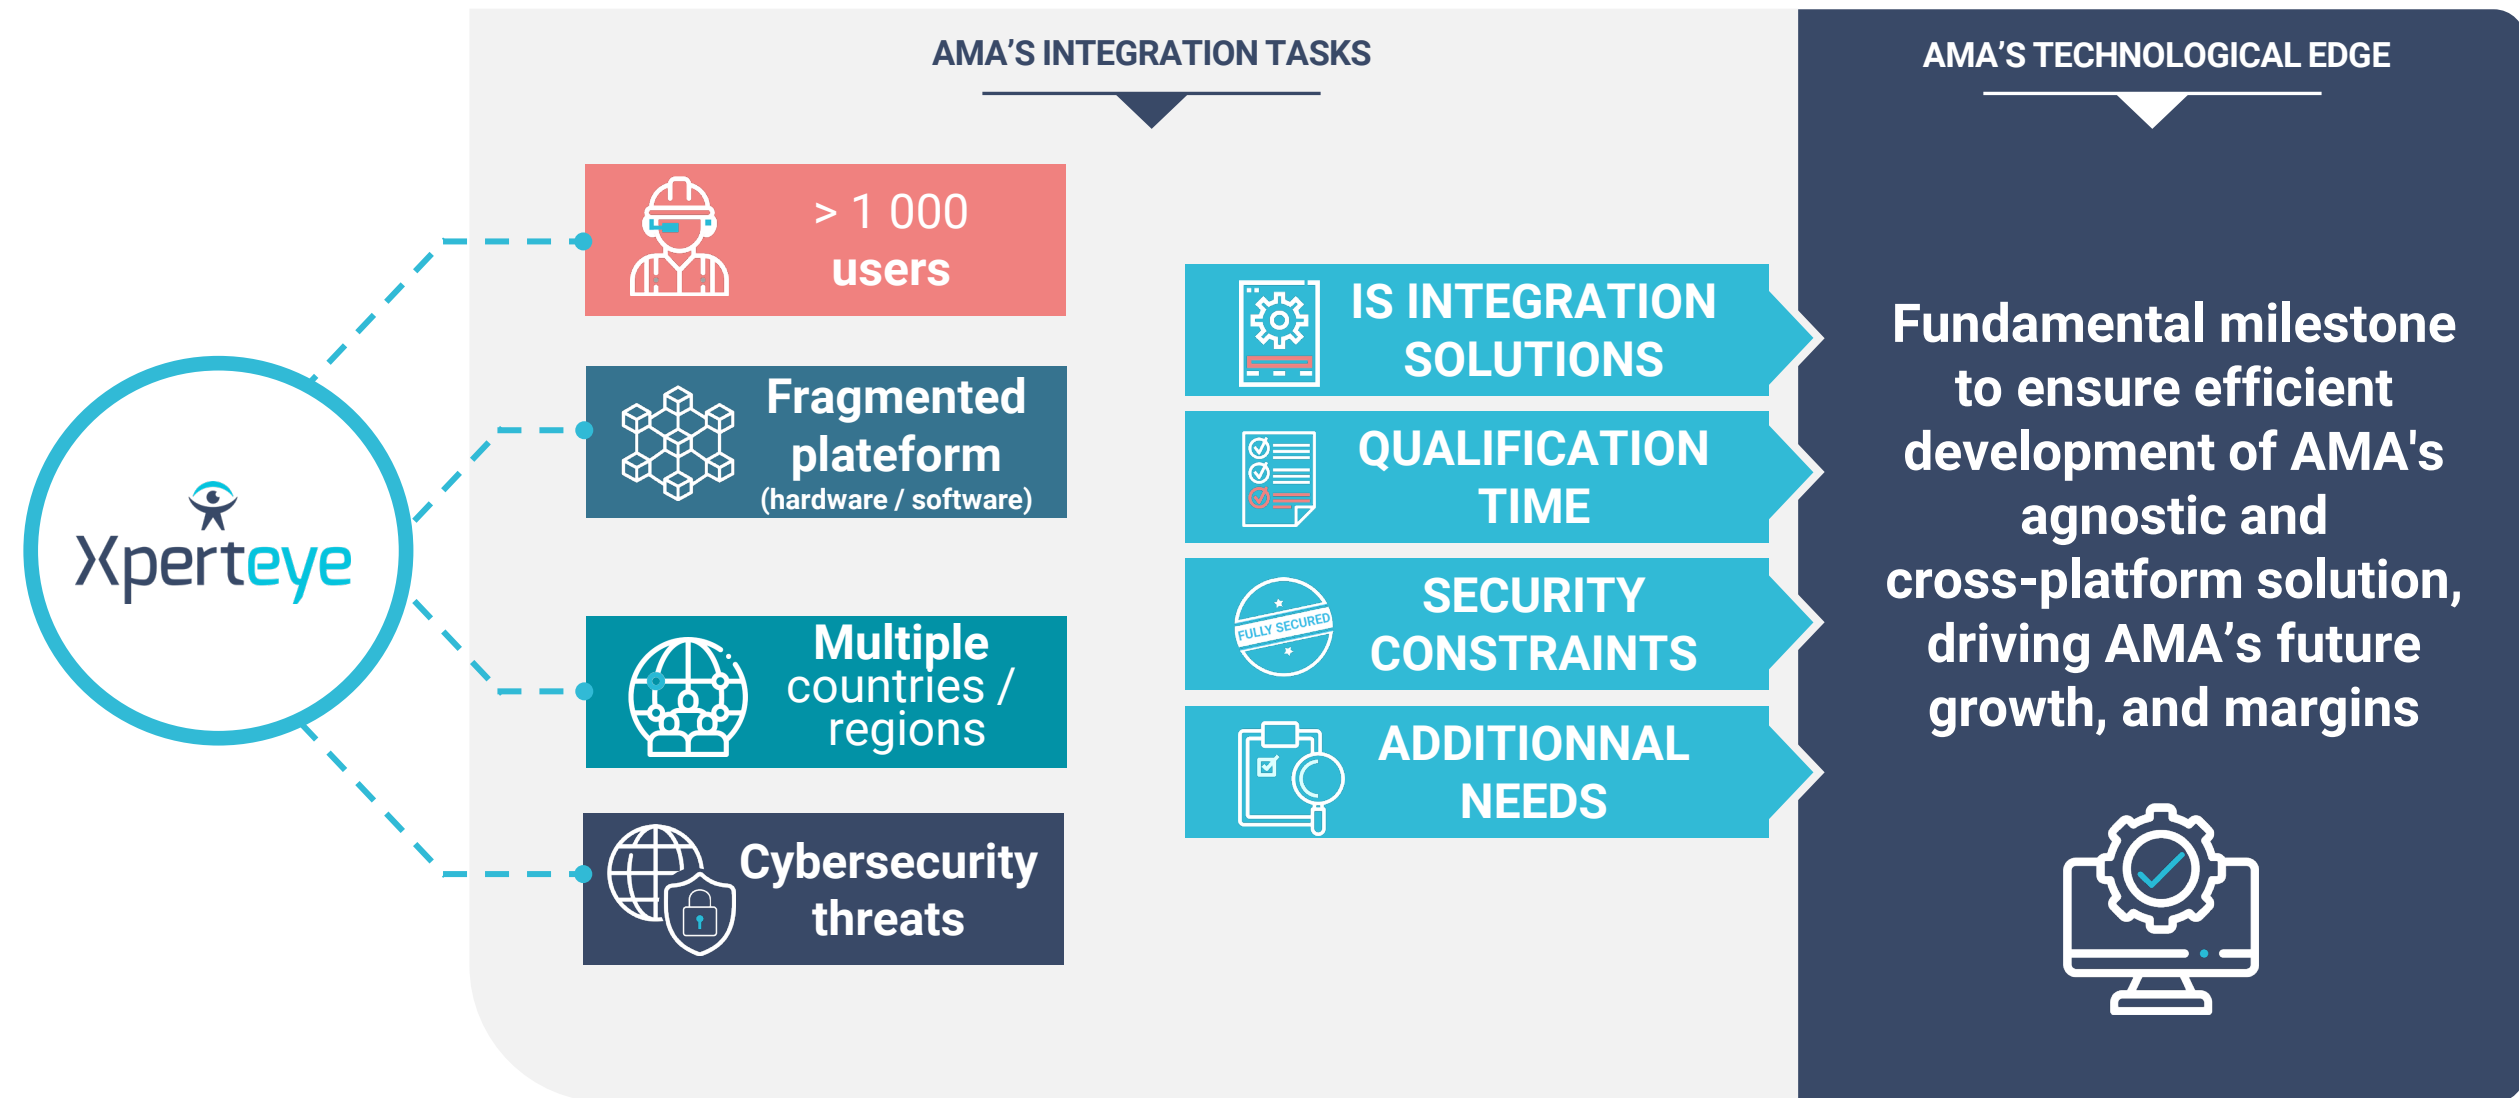 AMA'S INTEGRATION TASKS
AMA'S TECHNOLOGICAL EDGE
Xperteye
> 1 000
users
Fragmented
plateform
(hardware / software)
Multiple
countries /
regions
Cybersecurity
threats
IS INTEGRATION
SOLUTIONS
QUALIFICATION
TIME
FULLY SECURED
SECURITY
CONSTRAINTS
ADDITIONNAL
NEEDS
Fundamental milestone
to ensure efficient
development of AMA's
agnostic and
cross-platform solution,
driving AMA’s future
growth, and margins